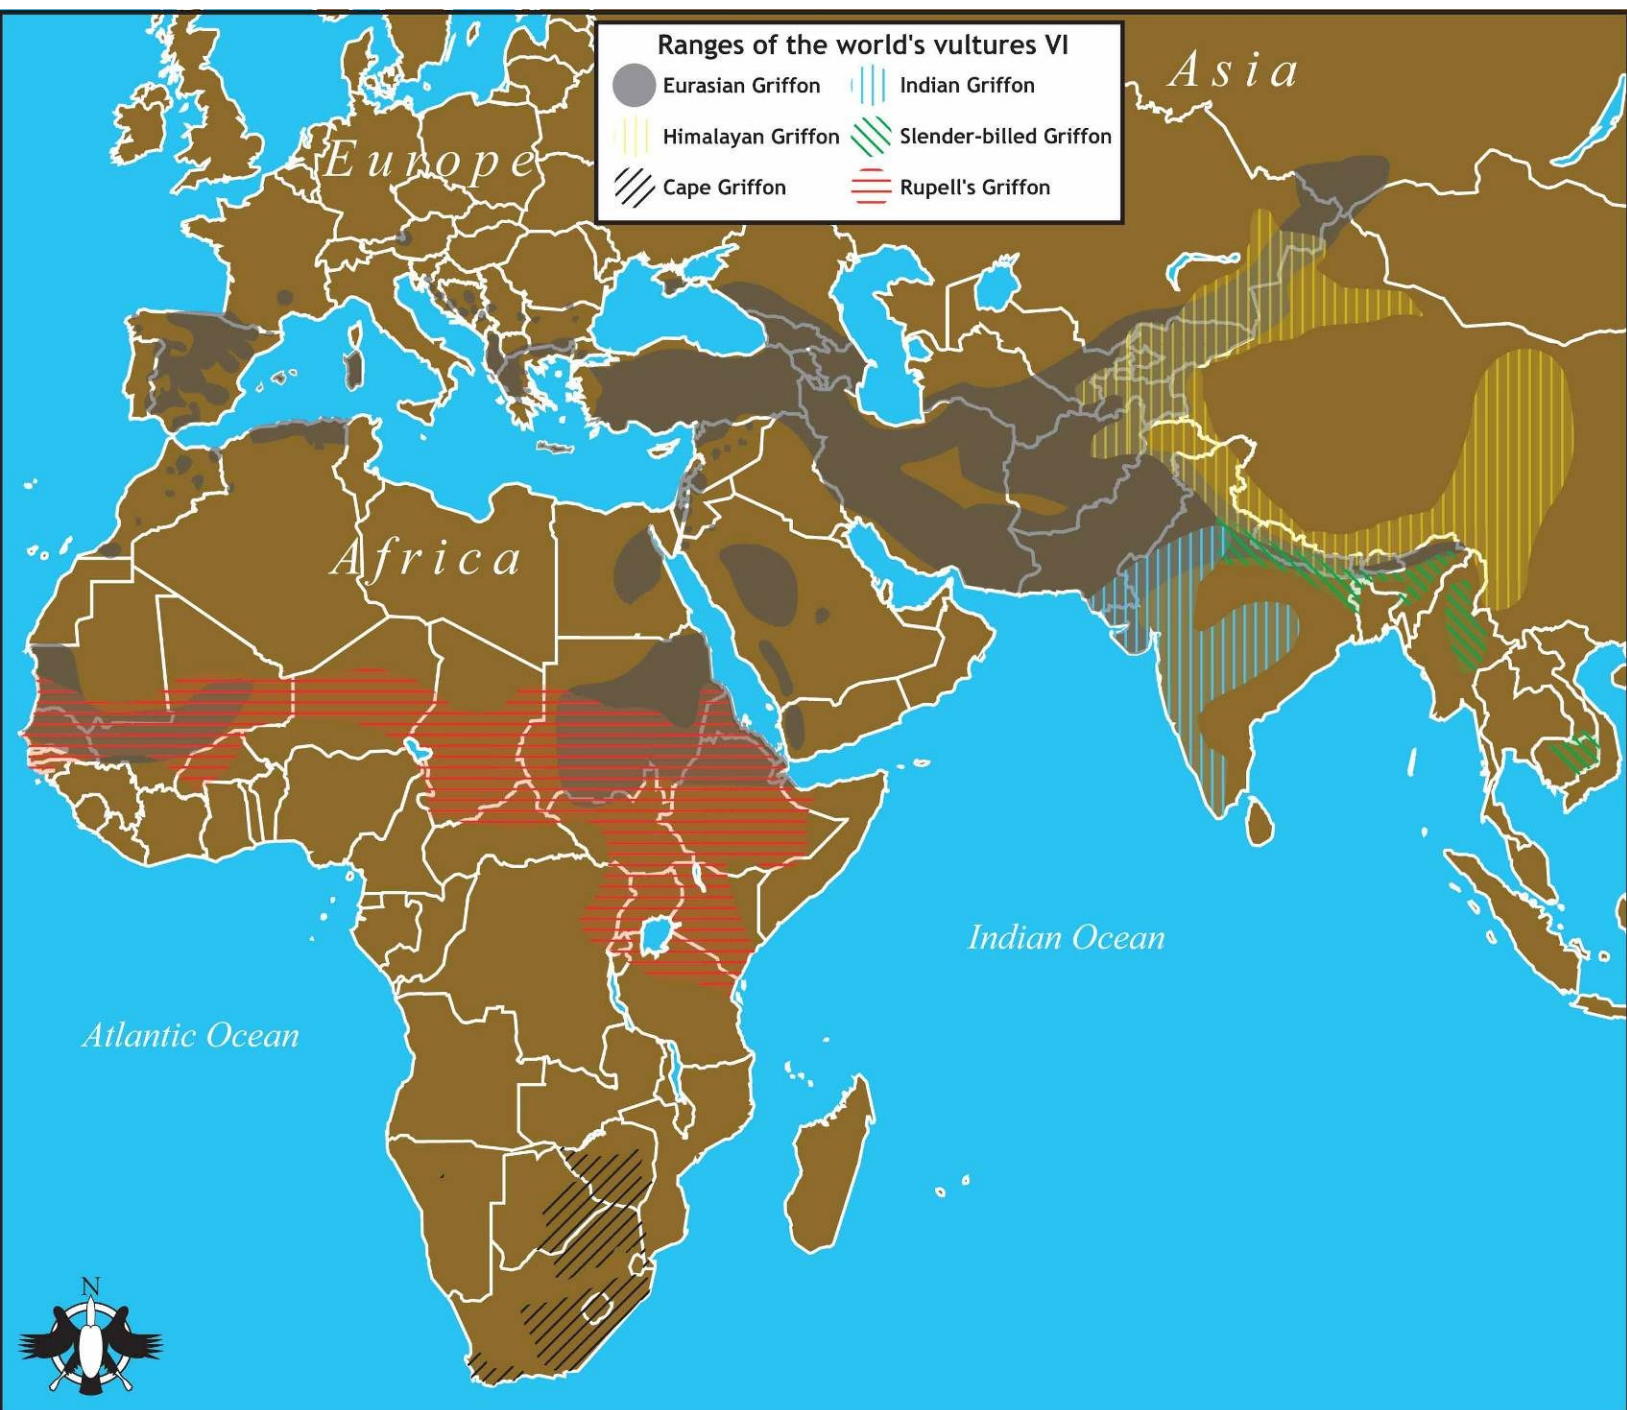 Ranges of the world's vultures VI
Eurasian Griffon
Indian Griffon
Himalayan Griffon
Slender-billed Griffon
Cape Griffon
Rupell's Griffon
Asia
Europe
Africa
Indian Ocean
Atlantic Ocean
N